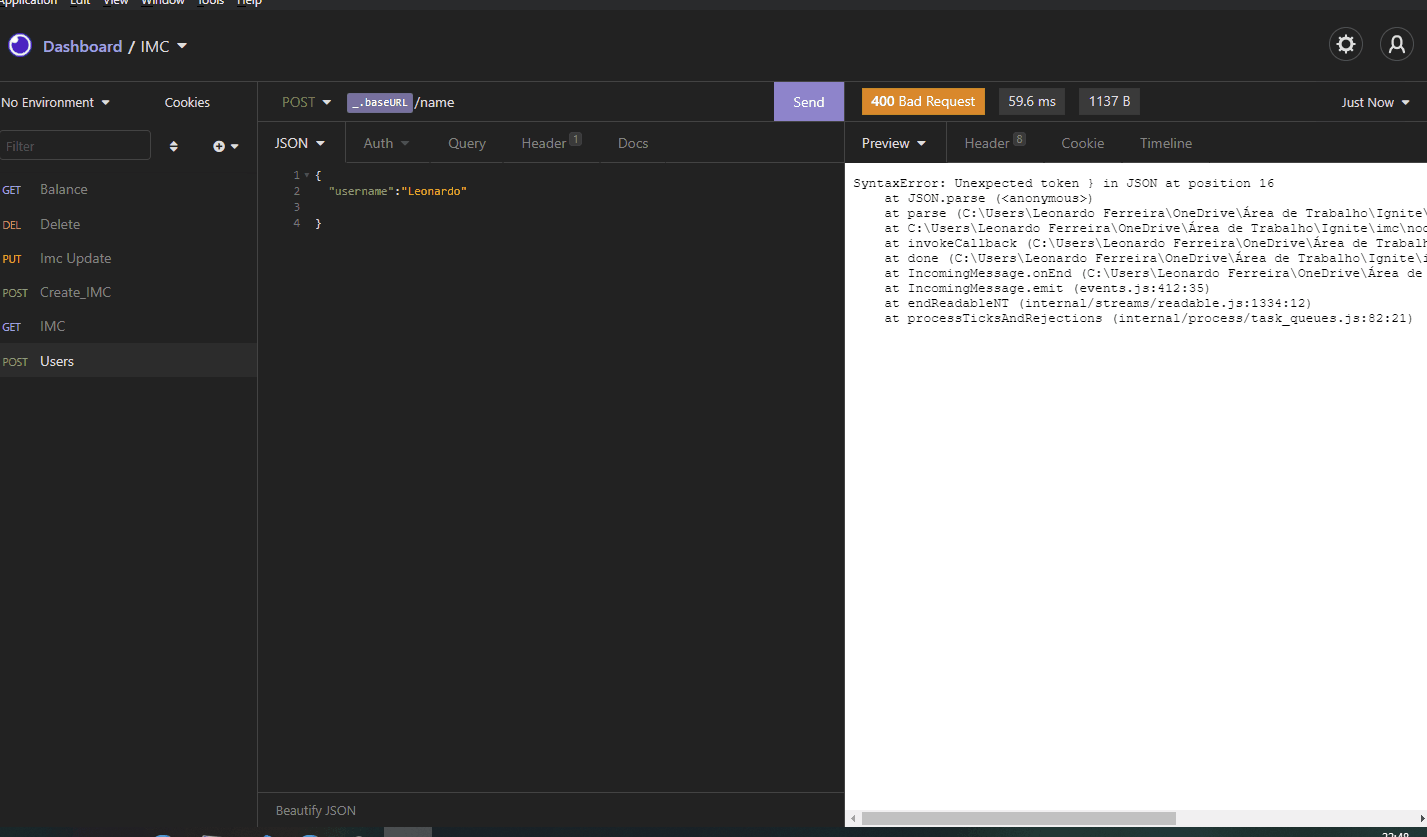 Application Edit View Window Tools Help
Dashboard / IMC
No Environment Cookies
Filter
GET Balance
DEL Delete
PUT Imc Update
POST Create_IMC
GET IMC
POST Users
POST _.baseURL /name Send
JSON Auth Query Header 1 Docs
1 {
2 "username":"Leonardo"
3
4 }
Beautify JSON
400 Bad Request 59.6 ms 1137 B Just Now
Preview Header 8 Cookie Timeline
SyntaxError: Unexpected token } in JSON at position 16
at JSON.parse (<anonymous>)
at parse (C:\Users\Leonardo Ferreira\OneDrive\Área de Trabalho\Ignite\
at C:\Users\Leonardo Ferreira\OneDrive\Área de Trabalho\Ignite\imc\noc
at invokeCallback (C:\Users\Leonardo Ferreira\OneDrive\Área de Trabalh
at done (C:\Users\Leonardo Ferreira\OneDrive\Área de Trabalho\Ignite\i
at IncomingMessage.onEnd (C:\Users\Leonardo Ferreira\OneDrive\Área de
at IncomingMessage.emit (events.js:412:35)
at endReadableNT (internal/streams/readable.js:1334:12)
at processTicksAndRejections (internal/process/task_queues.js:82:21)